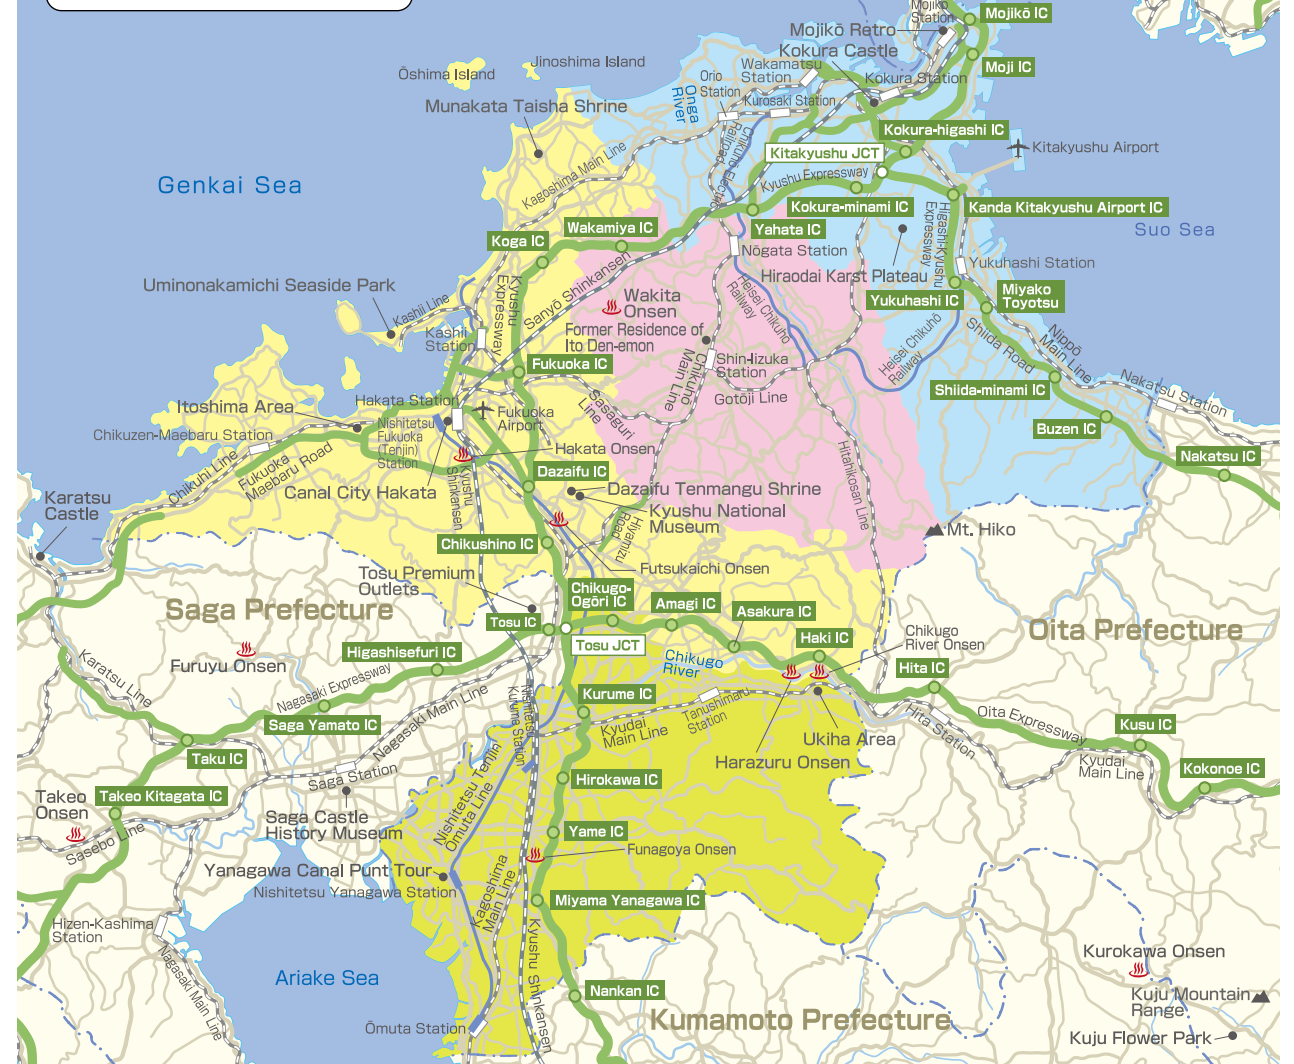 Mojikō
Station
Mojikō IC
Mojikō Retro
Kokura Castle
Moji IC
Wakamatsu
Station
Kokura Station
Orio
Station
Kurosaki Station
Jinoshima Island
Ōshima Island
Munakata Taisha Shrine
Onga
River
Chikuhō Electric
Railroad
Kokura-higashi IC
Kitakyushu JCT
Kitakyushu Airport
Kagoshima Main Line
Kyushu Expressway
Genkai Sea
Kokura-minami IC
Kanda Kitakyushu Airport IC
Higashi-Kyushu
Expressway
Suo Sea
Wakamiya IC
Yahata IC
Koga IC
Nōgata Station
Hiraodai Karst Plateau
Yukuhashi Station
Uminonakamichi Seaside Park
Kyushu
Expressway
Sanyō Shinkansen
Heisei Chikuhō
Railway
Yukuhashi IC
Miyako
Toyotsu
Kashii Line
Wakita
Onsen
Kashii
Station
Former Residence of
Ito Den-emon
Shiida Road
Nippō
Main Line
Heisei Chikuhō
Railway
Fukuoka IC
Shin-Iizuka
Station
Chikuhō
Main Line
Gotōji Line
Shiida-minami IC
Nakatsu Station
Itoshima Area
Hakata Station
Fukuoka
Airport
Sasaguri
Line
Chikuzen-Maebaru Station
Nishitetsu
Fukuoka
(Tenjin)
Station
Buzen IC
Hakata Onsen
Hitahikosan Line
Nakatsu IC
Chikuhi Line
Fukuoka
Maebaru Road
Kyushu
Shinkansen
Dazaifu IC
Canal City Hakata
Dazaifu Tenmangu Shrine
Karatsu
Castle
Kyushu National
Museum
Hiyamizu
Road
Mt. Hiko
Chikushino IC
Futsukaichi Onsen
Tosu Premium
Outlets
Chikugo-
Ogōri IC
Amagi IC
Asakura IC
Saga Prefecture
Tosu IC
Tosu JCT
Haki IC
Chikugo
River Onsen
Oita Prefecture
Furuyu Onsen
Higashisefuri IC
Chikugo
River
Hita IC
Karatsu Line
Nagasaki Expressway
Nagasaki Main Line
Nishitetsu
Kurume Station
Kurume IC
Tanushimaru
Station
Saga Yamato IC
Kyudai
Main Line
Ukiha Area
Hita Station
Oita Expressway
Kusu IC
Taku IC
Harazuru Onsen
Kyudai
Main Line
Kokonoe IC
Saga Station
Nishitetsu Tenjin
Ōmuta Line
Hirokawa IC
Takeo
Onsen
Takeo Kitagata IC
Saga Castle
History Museum
Yame IC
Sasebo Line
Funagoya Onsen
Yanagawa Canal Punt Tour
Nishitetsu Yanagawa Station
Kagoshima
Main Line
Miyama Yanagawa IC
Hizen-Kashima
Station
Nagasaki Main Line
Kyushu Shinkansen
Kurokawa Onsen
Ariake Sea
Nankan IC
Kuju Mountain
Range
Ōmuta Station
Kumamoto Prefecture
Kuju Flower Park